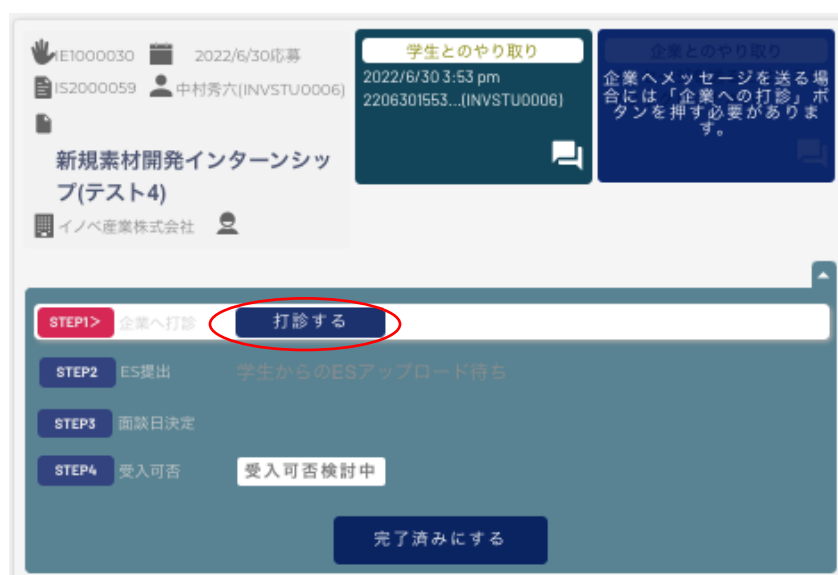 IE1000030 2022/6/30応募
IS2000059 中村秀六(INVSTU0006)
新規素材開発インターンシッ
プ(テスト4)
イノベ産業株式会社
学生とのやり取り
2022/6/30 3:53 pm
2206301553...(INVSTU0006)
企業とのやり取り
企業へメッセージを送る場
合には「企業への打診」ボ
タンを押す必要がありま
す。
STEP1> 企業へ打診 打診する
STEP2 ES提出 学生からのESアップロード待ち
STEP3 面談日決定
STEP4 受入可否 受入可否検討中
完了済みにする